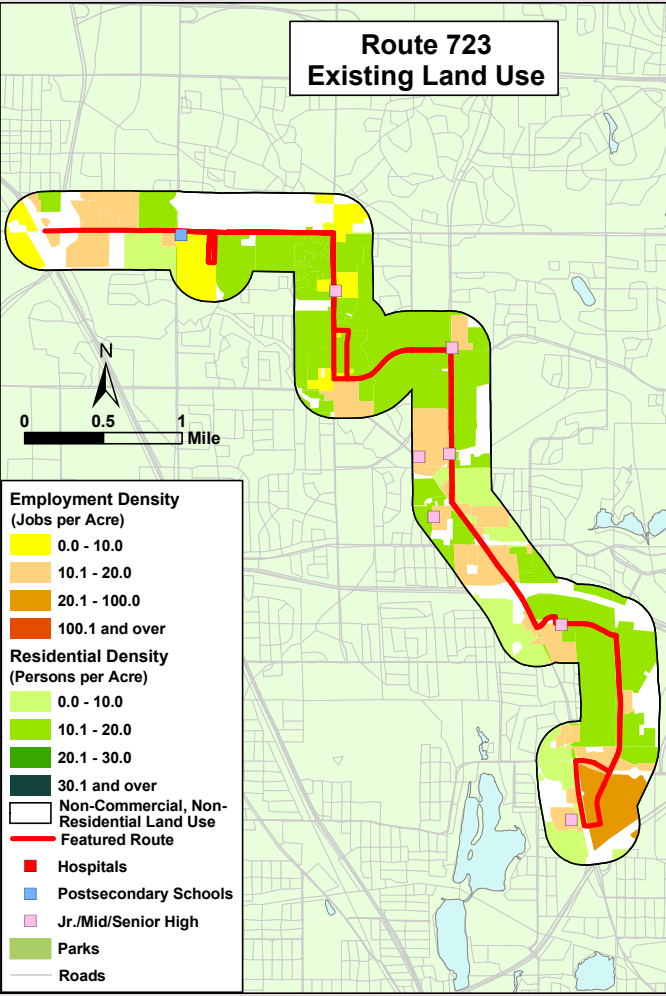 Route 723
Existing Land Use
N
0 0.5 1
Mile
Employment Density
(Jobs per Acre)
0.0 - 10.0
10.1 - 20.0
20.1 - 100.0
100.1 and over
Residential Density
(Persons per Acre)
0.0 - 10.0
10.1 - 20.0
20.1 - 30.0
30.1 and over
Non-Commercial, Non-
Residential Land Use
Featured Route
Hospitals
Postsecondary Schools
Jr./Mid/Senior High
Parks
Roads